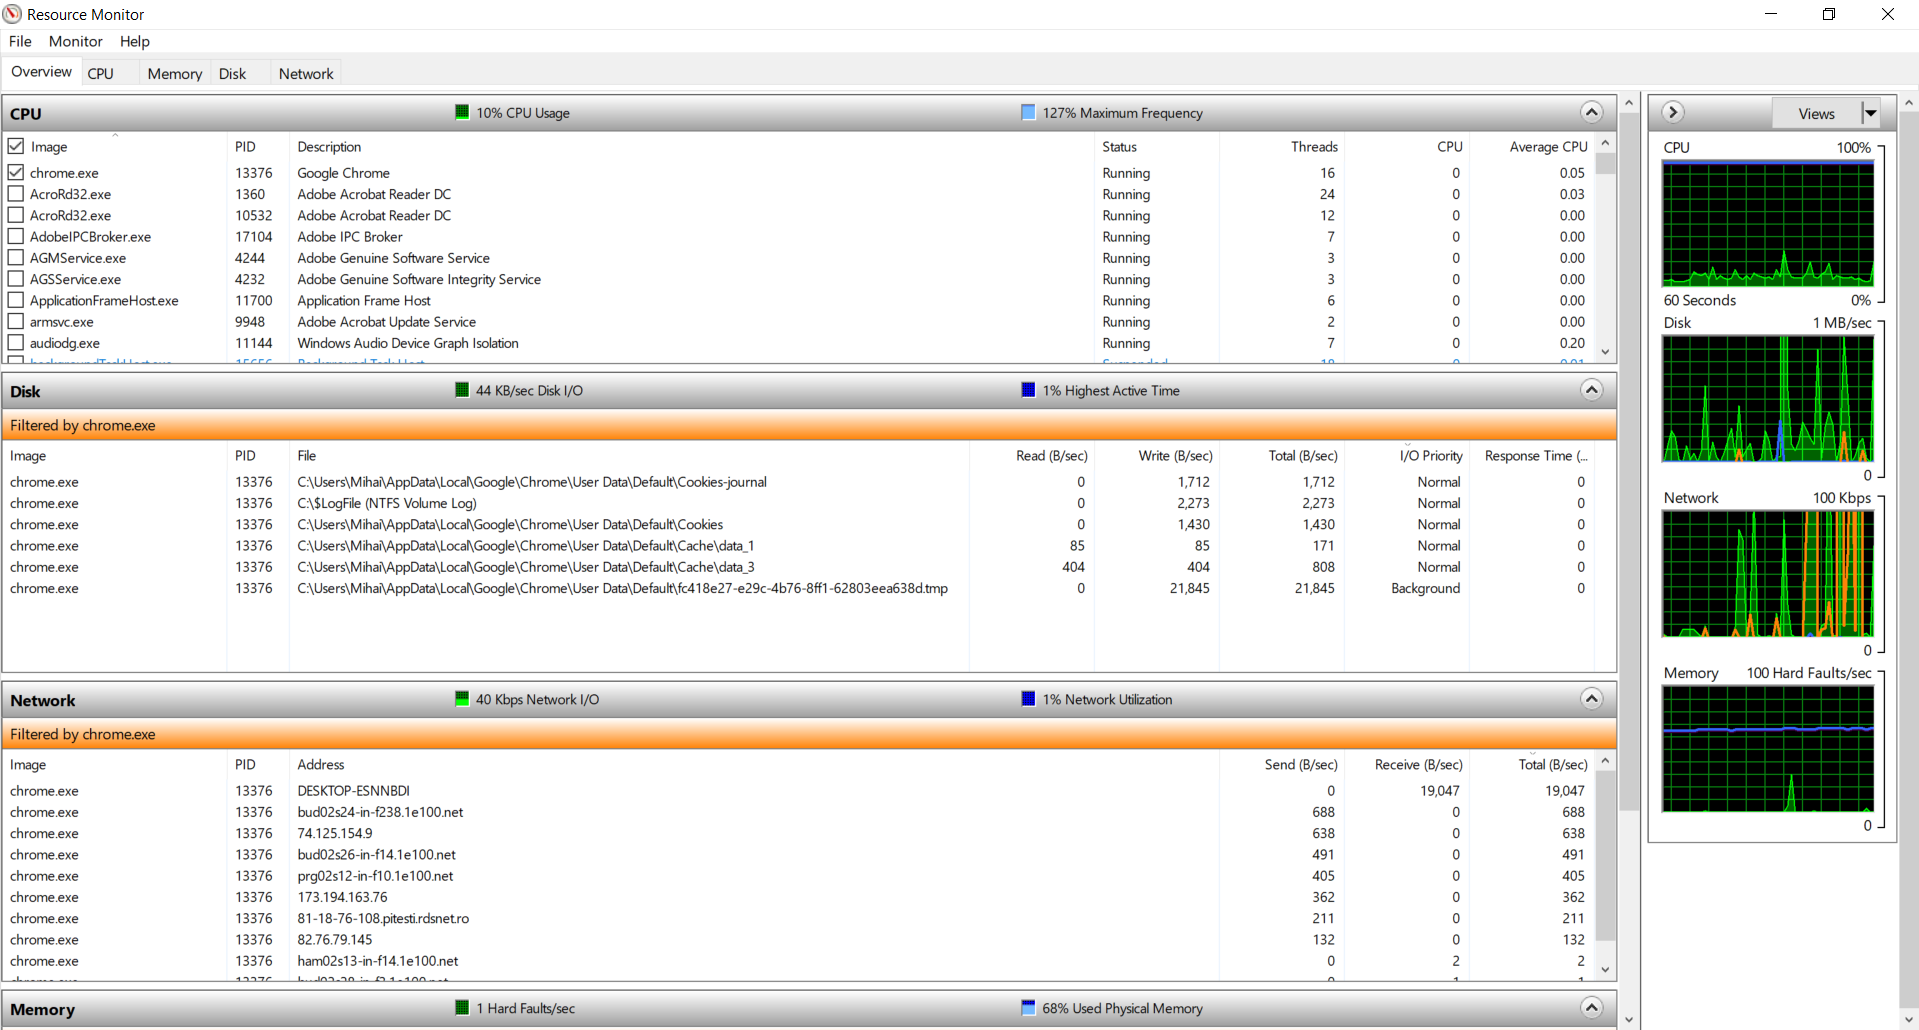 Resource Monitor
File Monitor Help
Overview CPU Memory Disk Network
CPU 10% CPU Usage 127% Maximum Frequency
Image PID Description Status Threads CPU Average CPU
chrome.exe 13376 Google Chrome Running 16 0 0.05
AcroRd32.exe 1360 Adobe Acrobat Reader DC Running 24 0 0.03
AcroRd32.exe 10532 Adobe Acrobat Reader DC Running 12 0 0.00
AdobeIPCBroker.exe 17104 Adobe IPC Broker Running 7 0 0.00
AGMService.exe 4244 Adobe Genuine Software Service Running 3 0 0.00
AGSService.exe 4232 Adobe Genuine Software Integrity Service Running 3 0 0.00
ApplicationFrameHost.exe 11700 Application Frame Host Running 6 0 0.00
armsvc.exe 9948 Adobe Acrobat Update Service Running 2 0 0.00
audiodg.exe 11144 Windows Audio Device Graph Isolation Running 7 0 0.20
Disk 44 KB/sec Disk I/O 1% Highest Active Time
Filtered by chrome.exe
Image PID File Read (B/sec) Write (B/sec) Total (B/sec) I/O Priority Response Time (...
chrome.exe 13376 C:\Users\Mihai\AppData\Local\Google\Chrome\User Data\Default\Cookies-journal 0 1,712 1,712 Normal 0
chrome.exe 13376 C:\$LogFile (NTFS Volume Log) 0 2,273 2,273 Normal 0
chrome.exe 13376 C:\Users\Mihai\AppData\Local\Google\Chrome\User Data\Default\Cookies 0 1,430 1,430 Normal 0
chrome.exe 13376 C:\Users\Mihai\AppData\Local\Google\Chrome\User Data\Default\Cache\data_1 85 85 171 Normal 0
chrome.exe 13376 C:\Users\Mihai\AppData\Local\Google\Chrome\User Data\Default\Cache\data_3 404 404 808 Normal 0
chrome.exe 13376 C:\Users\Mihai\AppData\Local\Google\Chrome\User Data\Default\fc418e27-e29c-4b76-8ff1-62803eea638d.tmp 0 21,845 21,845 Background 0
Network 40 Kbps Network I/O 1% Network Utilization
Filtered by chrome.exe
Image PID Address Send (B/sec) Receive (B/sec) Total (B/sec)
chrome.exe 13376 DESKTOP-ESNNBDI 0 19,047 19,047
chrome.exe 13376 bud02s24-in-f238.1e100.net 688 0 688
chrome.exe 13376 74.125.154.9 638 0 638
chrome.exe 13376 bud02s26-in-f14.1e100.net 491 0 491
chrome.exe 13376 prg02s12-in-f10.1e100.net 405 0 405
chrome.exe 13376 173.194.163.76 362 0 362
chrome.exe 13376 81-18-76-108.pitesti.rdsnet.ro 211 0 211
chrome.exe 13376 82.76.79.145 132 0 132
chrome.exe 13376 ham02s13-in-f14.1e100.net 0 2 2
Memory 1 Hard Faults/sec 68% Used Physical Memory
Views
CPU 100%
60 Seconds 0%
Disk 1 MB/sec
0
Network 100 Kbps
0
Memory 100 Hard Faults/sec
0